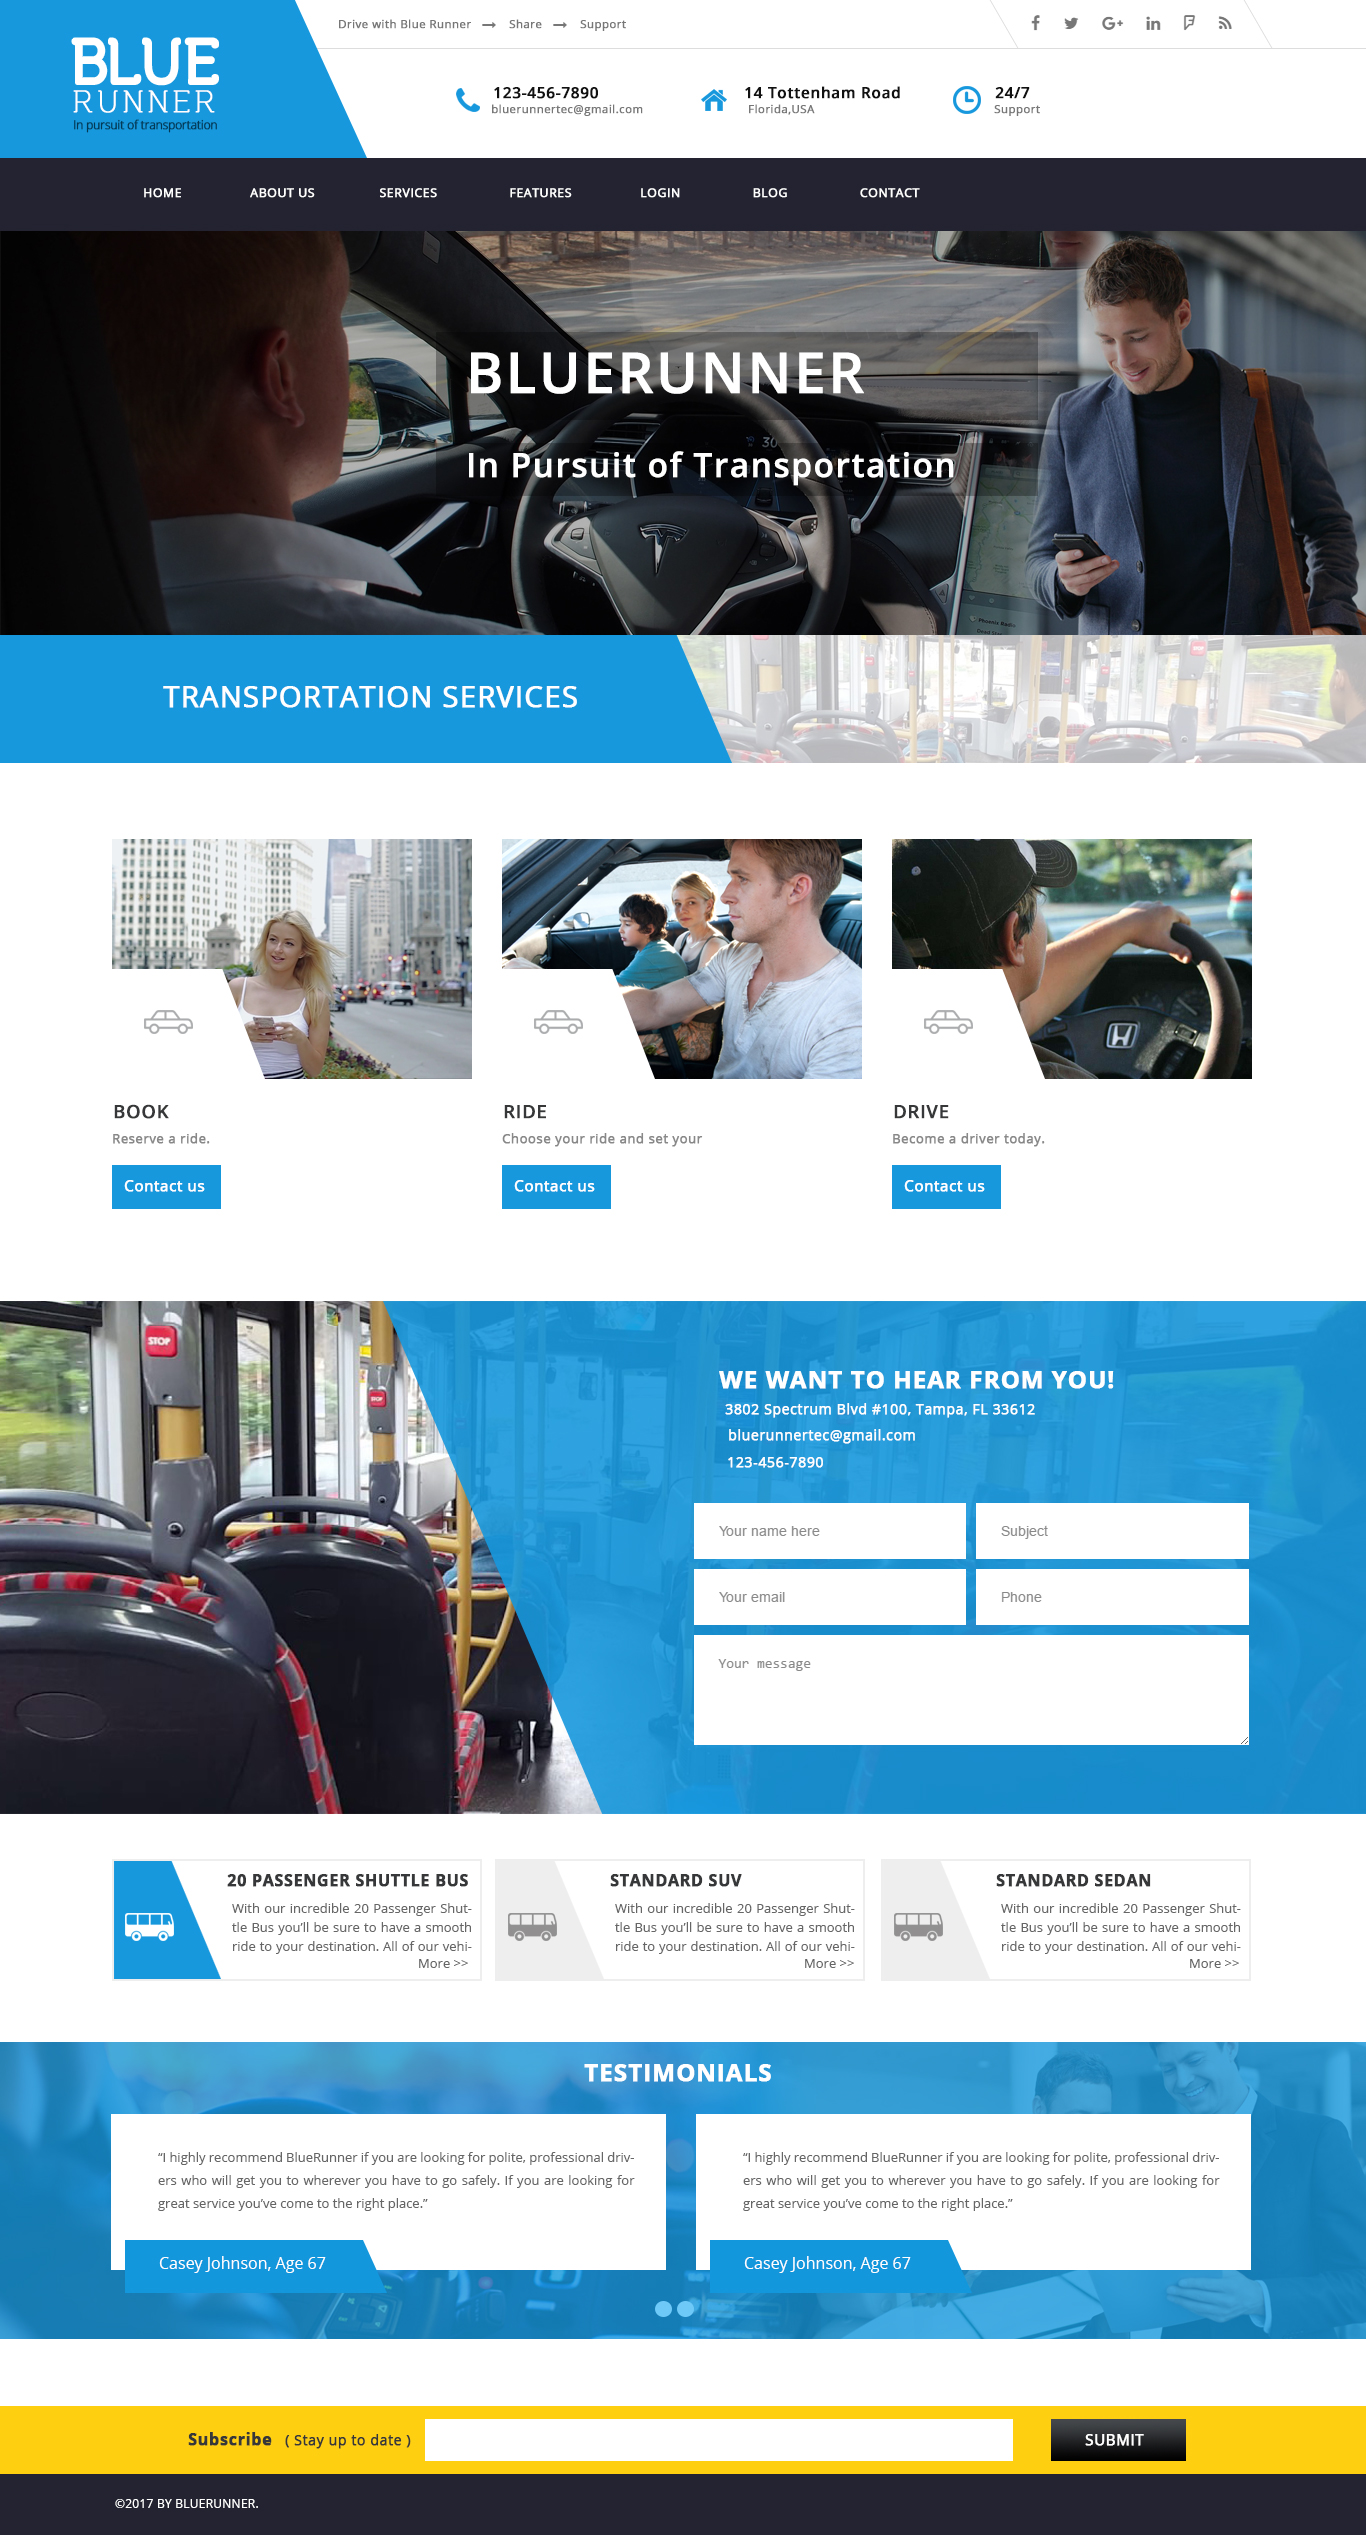 Drive with Blue Runner
Share
Support
BLUE
RUNNER
In pursuit of transportation
123-456-7890
bluerunnertec@gmail.com
14 Tottenham Road
Florida,USA
24/7
Support
HOME
ABOUT US
SERVICES
FEATURES
LOGIN
BLOG
CONTACT
BLUERUNNER
30
In Pursuit of Transportation
TRANSPORTATION SERVICES
BOOK
Reserve a ride.
Contact us
RIDE
Choose your ride and set your
Contact us
DRIVE
Become a driver today.
Contact us
STOP
STOP
WE WANT TO HEAR FROM YOU!
3802 Spectrum Blvd #100, Tampa, FL 33612
bluerunnertec@gmail.com
123-456-7890
Your name here
Subject
Your email
Phone
Your message
20 PASSENGER SHUTTLE BUS
With our incredible 20 Passenger Shut-
tle Bus you’ll be sure to have a smooth
ride to your destination. All of our vehi-
More >>
STANDARD SUV
With our incredible 20 Passenger Shut-
tle Bus you’ll be sure to have a smooth
ride to your destination. All of our vehi-
More >>
STANDARD SEDAN
With our incredible 20 Passenger Shut-
tle Bus you’ll be sure to have a smooth
ride to your destination. All of our vehi-
More >>
TESTIMONIALS
“I highly recommend BlueRunner if you are looking for polite, professional driv-
ers who will get you to wherever you have to go safely. If you are looking for
great service you’ve come to the right place.”
Casey Johnson, Age 67
“I highly recommend BlueRunner if you are looking for polite, professional driv-
ers who will get you to wherever you have to go safely. If you are looking for
great service you’ve come to the right place.”
Casey Johnson, Age 67
Subscribe ( Stay up to date )
SUBMIT
©2017 BY BLUERUNNER.